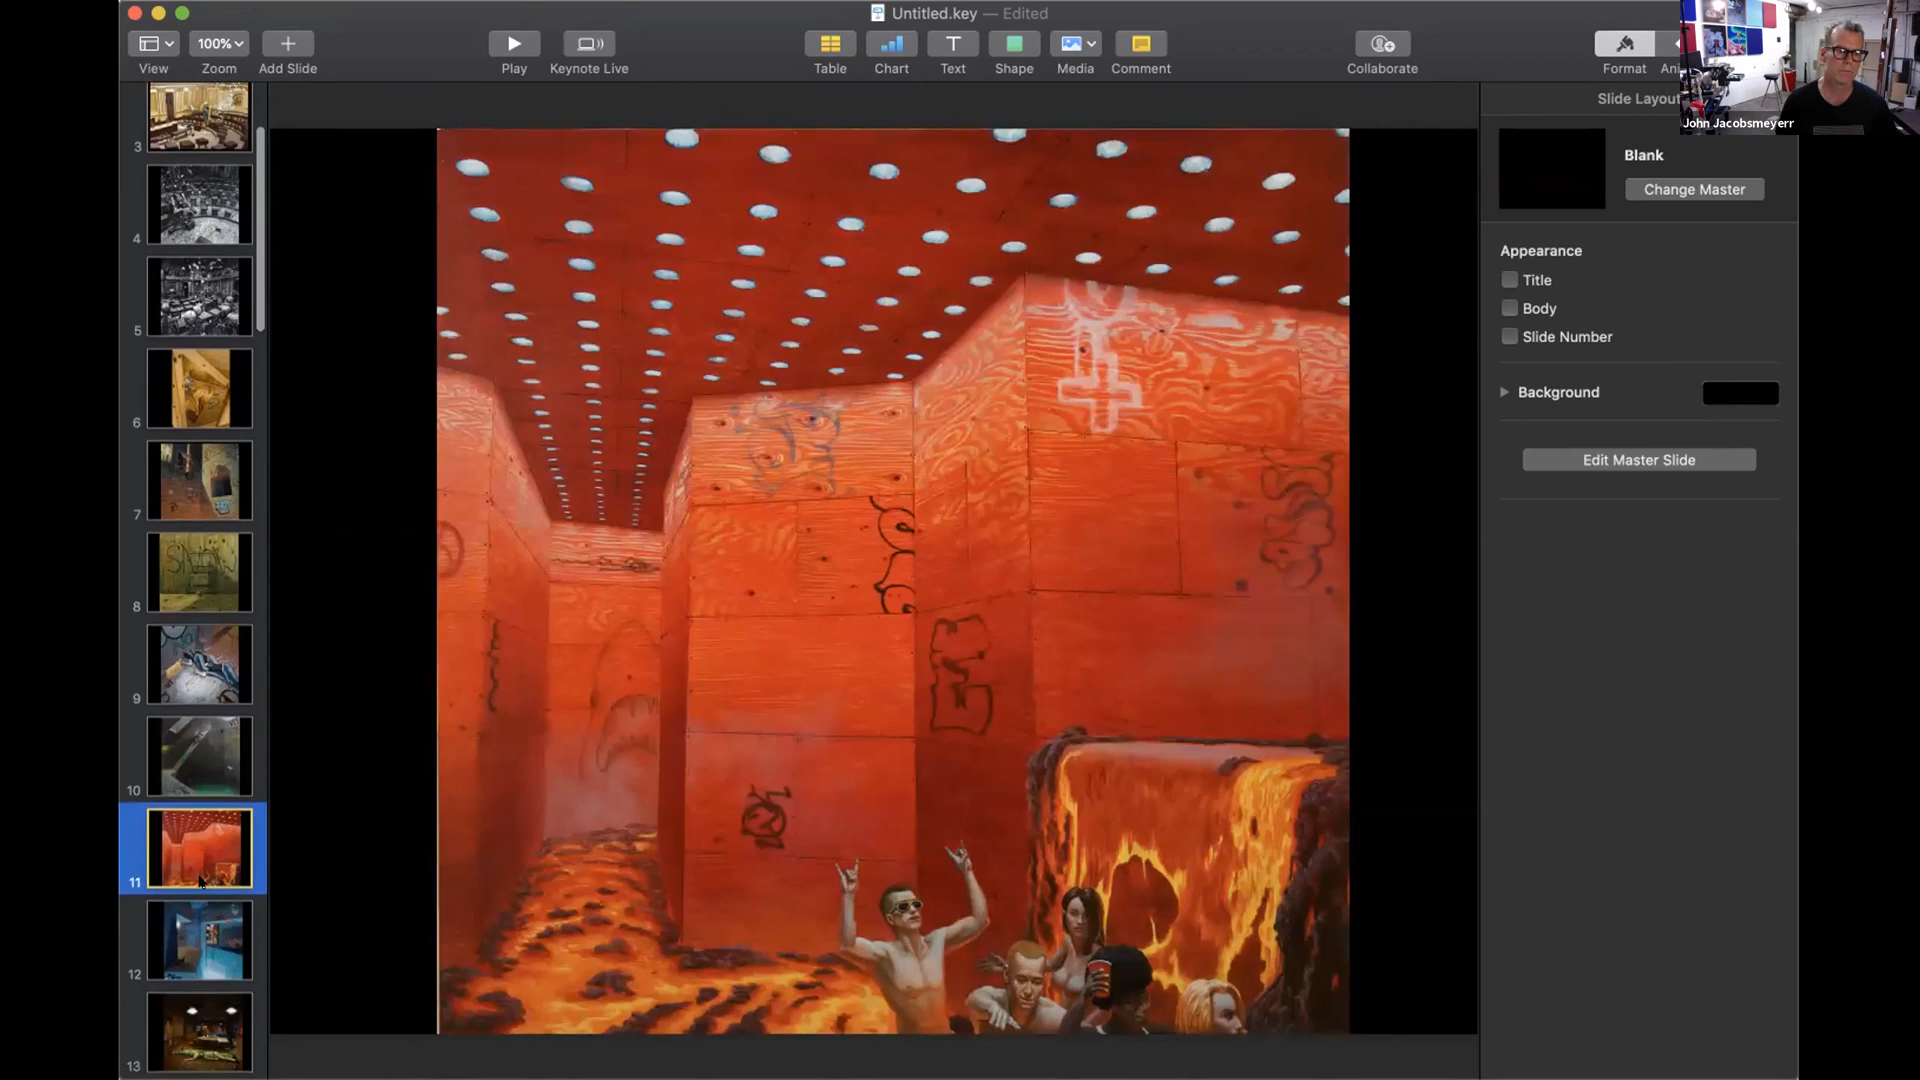 Untitled.key — Edited
100%
View
Zoom
Add Slide
Play
Keynote Live
Table
Chart
Text
Shape
Media
Comment
Collaborate
Format
Ani
Slide Layou
John Jacobsmeyerr
Blank
Change Master
Appearance
Title
Body
Slide Number
Background
Edit Master Slide
3
4
5
6
7
8
9
10
11
12
13